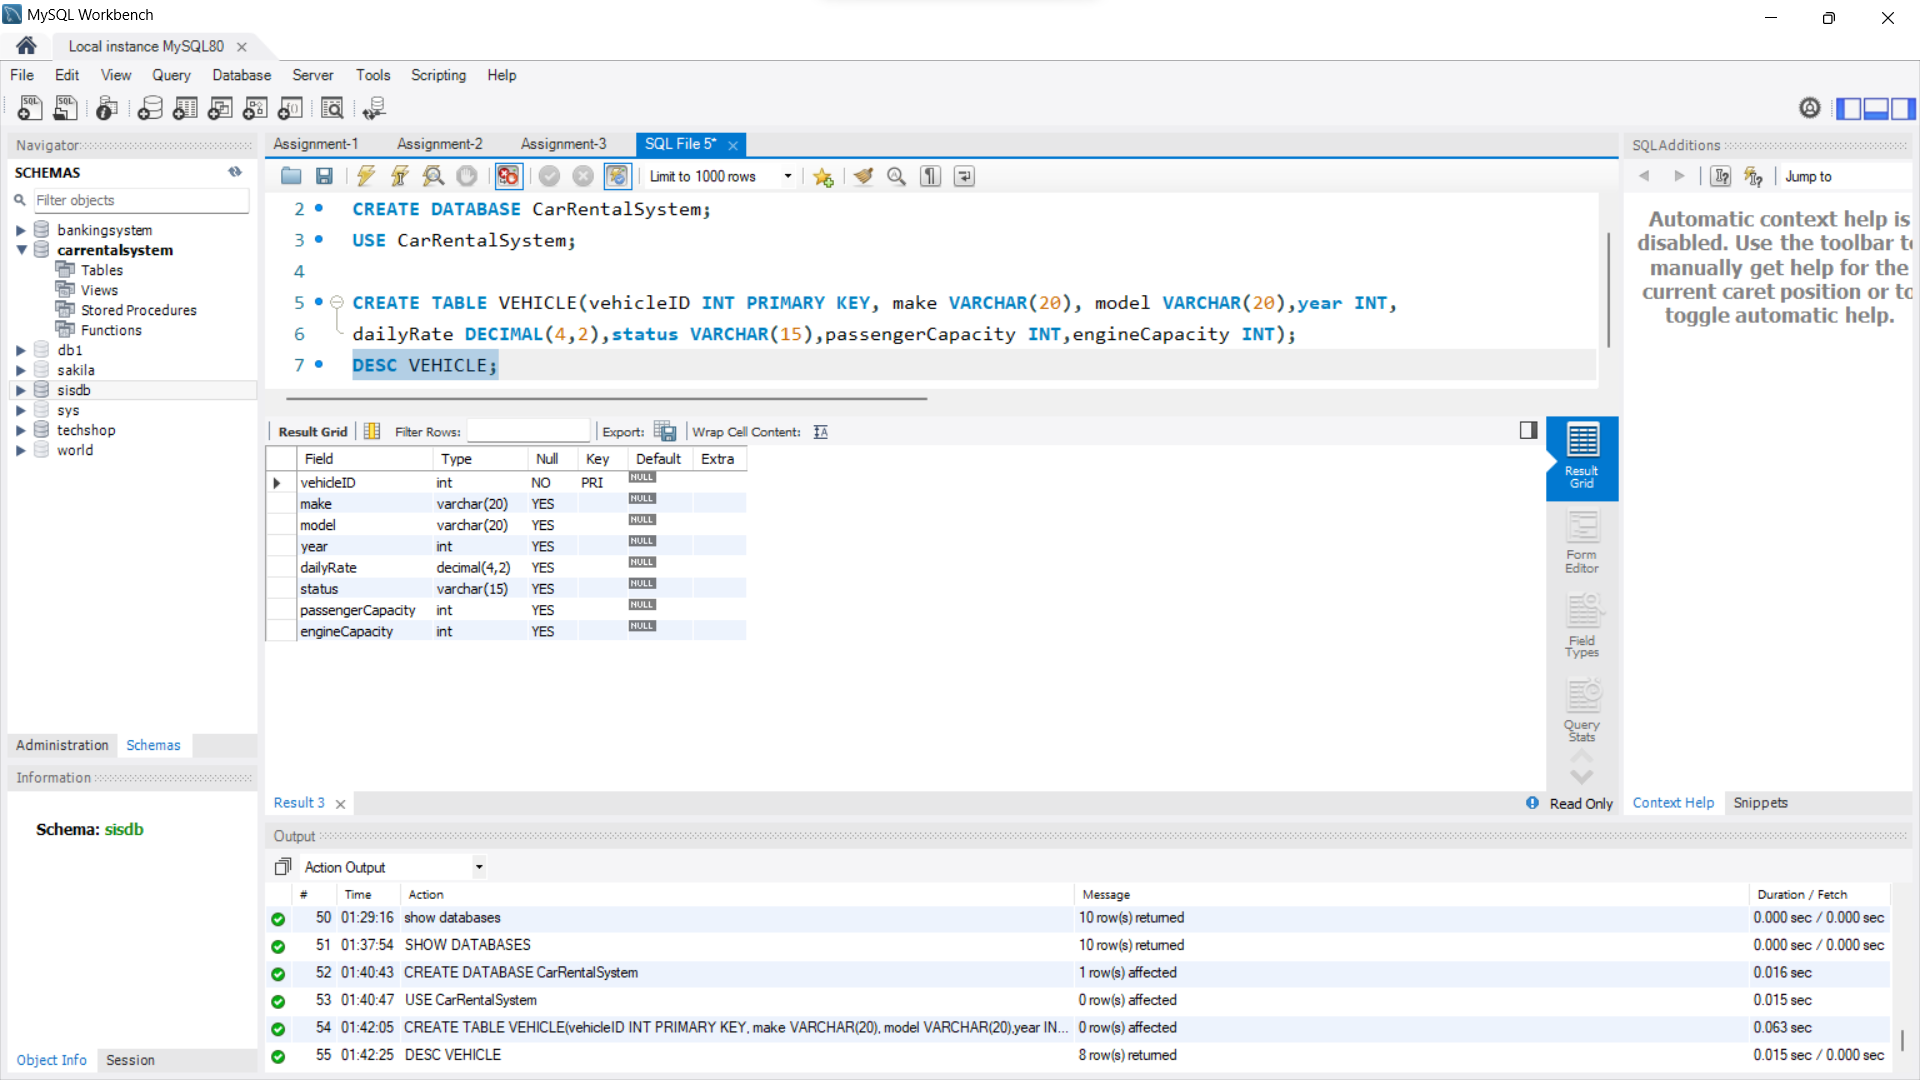 MySQL Workbench
Local instance MySQL80
File Edit View Query Database Server Tools Scripting Help
Navigator
SCHEMAS
Filter objects
bankingsystem
carrentalsystem
Tables
Views
Stored Procedures
Functions
db1
sakila
sisdb
sys
techshop
world
Administration Schemas
Information
Schema: sisdb
Object Info Session
Assignment-1 Assignment-2 Assignment-3 SQL File 5*
Limit to 1000 rows
2 CREATE DATABASE CarRentalSystem;
3 USE CarRentalSystem;
4
5 CREATE TABLE VEHICLE(vehicleID INT PRIMARY KEY, make VARCHAR(20), model VARCHAR(20),year INT,
6 dailyRate DECIMAL(4,2),status VARCHAR(15),passengerCapacity INT,engineCapacity INT);
7 DESC VEHICLE;
Result Grid Filter Rows: Export: Wrap Cell Content:
Field Type Null Key Default Extra
vehicleID int NO PRI NULL
make varchar(20) YES NULL
model varchar(20) YES NULL
year int YES NULL
dailyRate decimal(4,2) YES NULL
status varchar(15) YES NULL
passengerCapacity int YES NULL
engineCapacity int YES NULL
Result
Grid
Form
Editor
Field
Types
Query
Stats
Result 3
Read Only
SQLAdditions
Jump to
Automatic context help is
disabled. Use the toolbar to
manually get help for the
current caret position or to
toggle automatic help.
Context Help Snippets
Output
Action Output
# Time Action Message Duration / Fetch
50 01:29:16 show databases 10 row(s) returned 0.000 sec / 0.000 sec
51 01:37:54 SHOW DATABASES 10 row(s) returned 0.000 sec / 0.000 sec
52 01:40:43 CREATE DATABASE CarRentalSystem 1 row(s) affected 0.016 sec
53 01:40:47 USE CarRentalSystem 0 row(s) affected 0.015 sec
54 01:42:05 CREATE TABLE VEHICLE(vehicleID INT PRIMARY KEY, make VARCHAR(20), model VARCHAR(20),year IN... 0 row(s) affected 0.063 sec
55 01:42:25 DESC VEHICLE 8 row(s) returned 0.015 sec / 0.000 sec